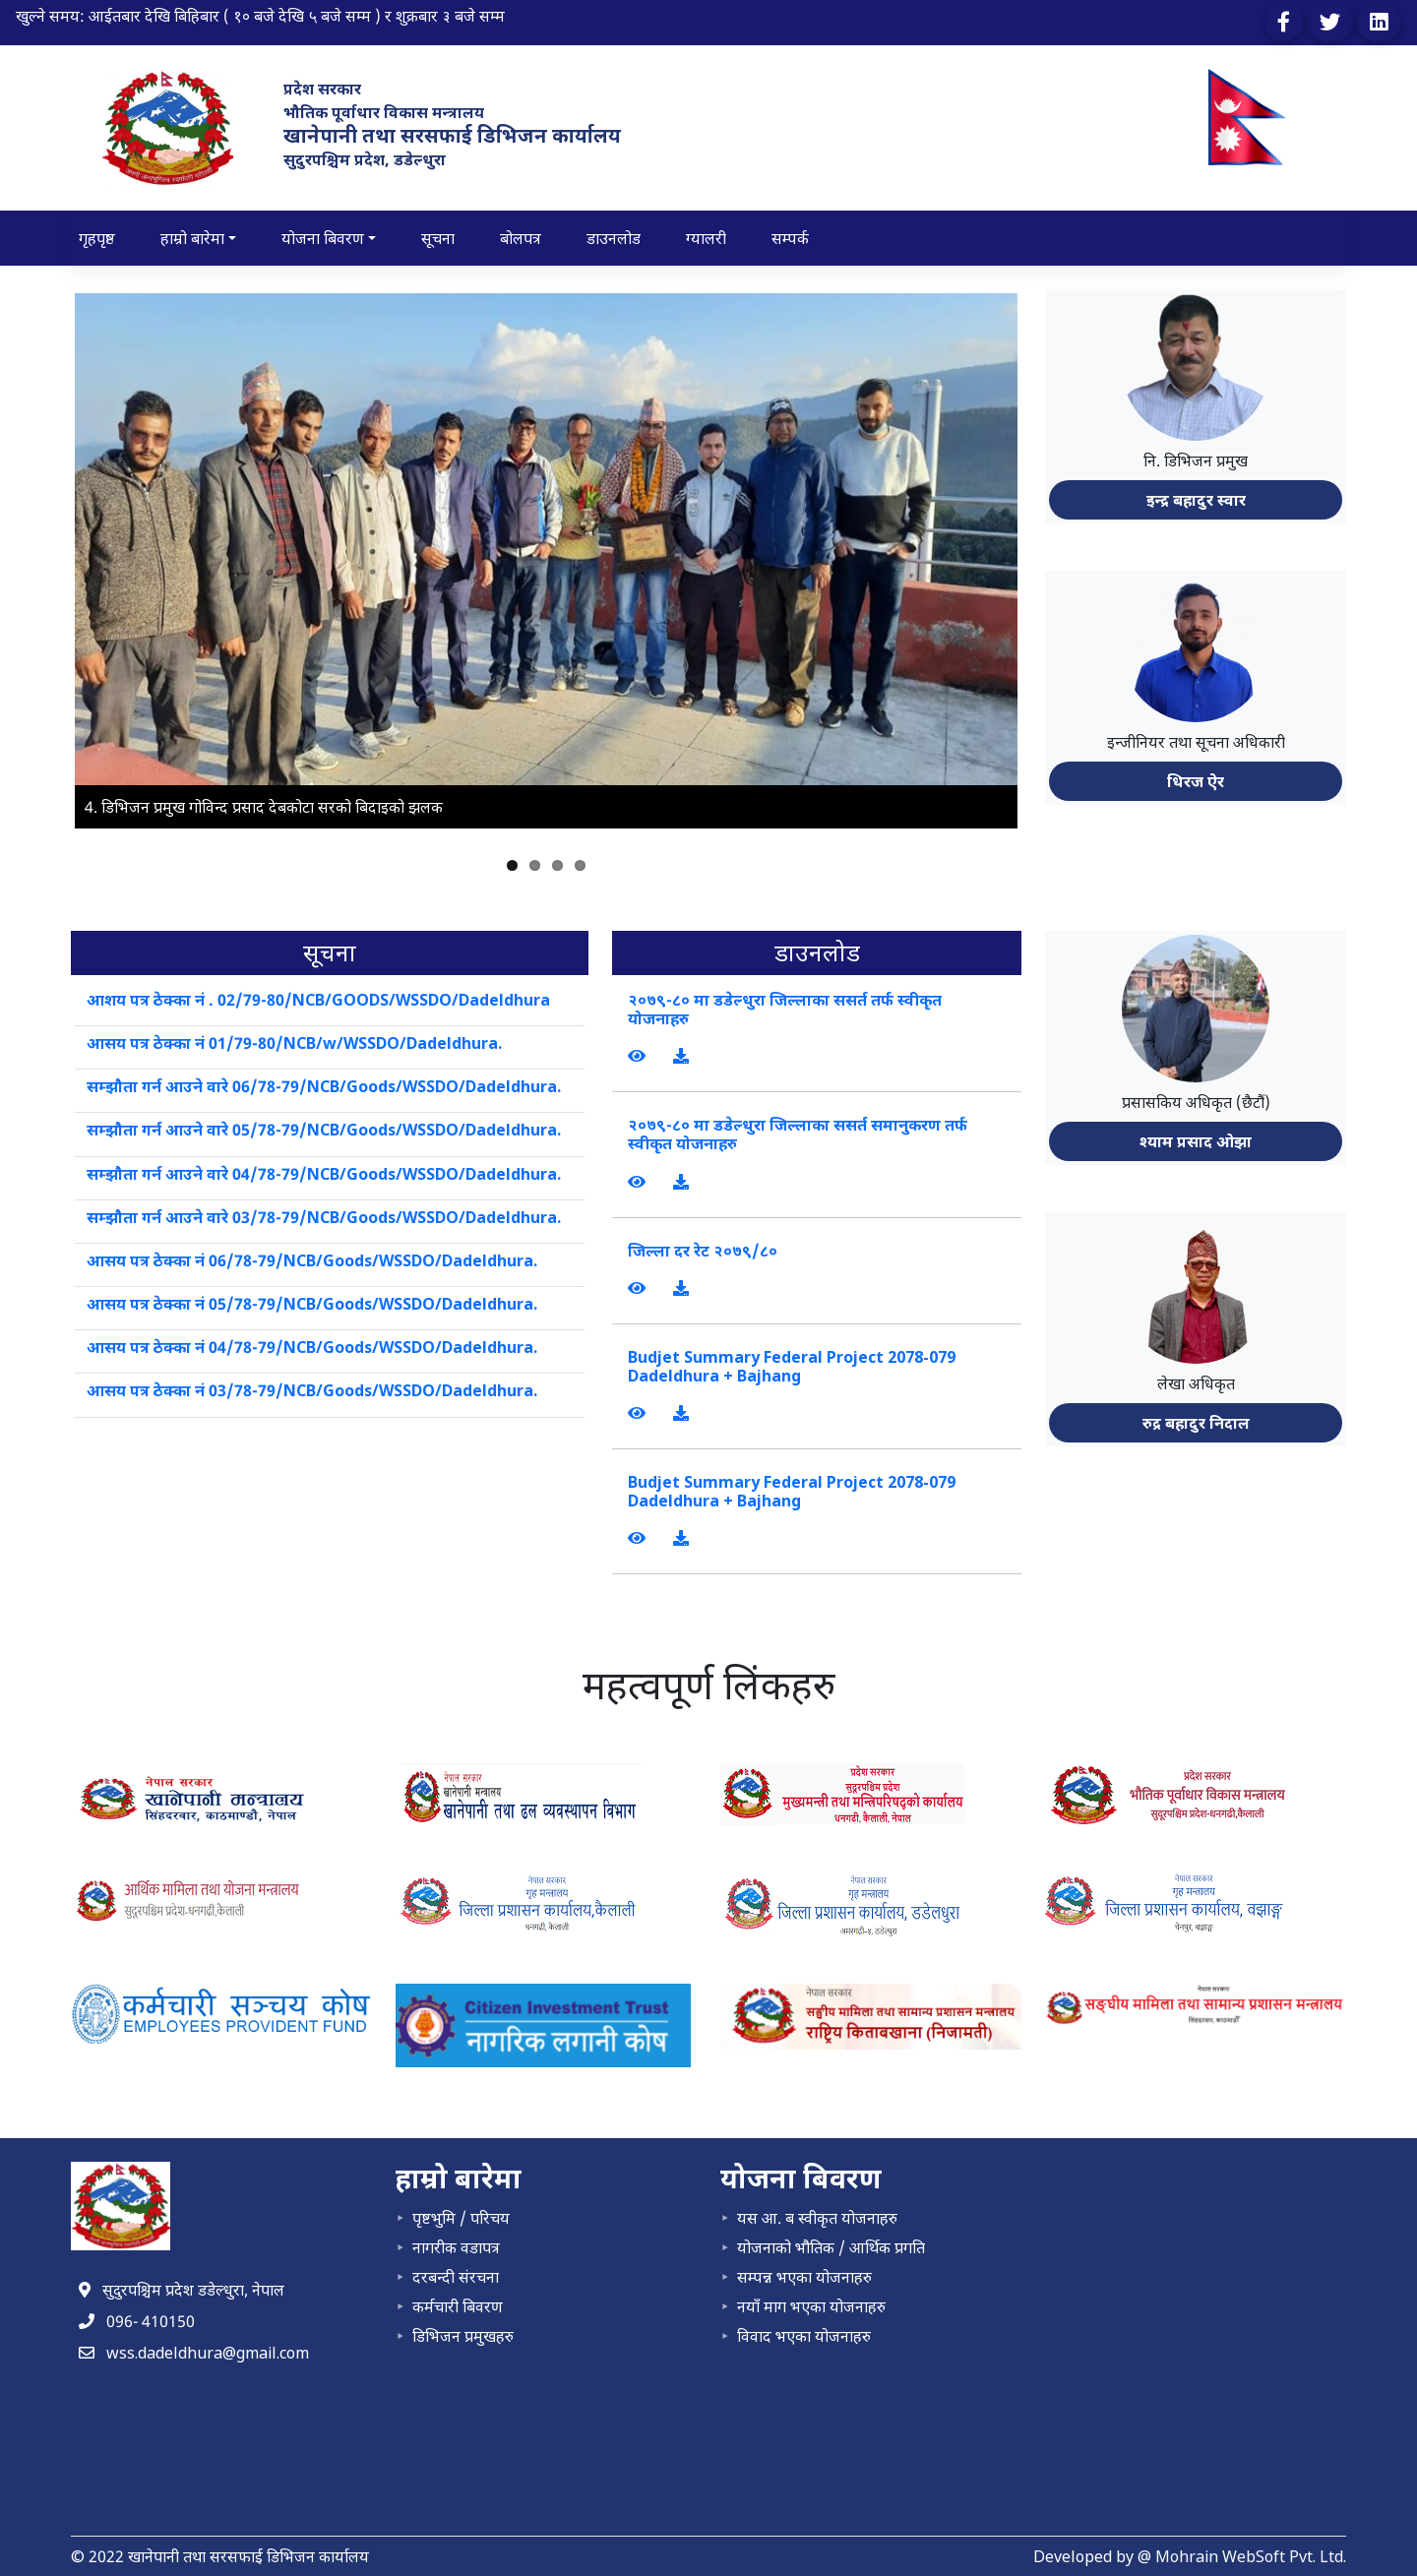 खुल्ने समय: आईतबार देखि बिहिबार ( १० बजे देखि ५ बजे सम्म ) र शुक्रबार ३ बजे सम्म
प्रदेश सरकार
भौतिक पूर्वाधार विकास मन्त्रालय
खानेपानी तथा सरसफाई डिभिजन कार्यालय
सुदुरपश्चिम प्रदेश, डडेल्धुरा
गृहपृष्ठ हाम्रो बारेमा योजना बिवरण सूचना बोलपत्र डाउनलोड ग्यालरी सम्पर्क
4. डिभिजन प्रमुख गोविन्द प्रसाद देबकोटा सरको बिदाइको झलक
नि. डिभिजन प्रमुख
इन्द्र बहादुर स्वार
इन्जीनियर तथा सूचना अधिकारी
धिरज ऐर
सूचना
आशय पत्र ठेक्का नं . 02/79-80/NCB/GOODS/WSSDO/Dadeldhura
आसय पत्र ठेक्का नं 01/79-80/NCB/w/WSSDO/Dadeldhura.
सम्झौता गर्न आउने वारे 06/78-79/NCB/Goods/WSSDO/Dadeldhura.
सम्झौता गर्न आउने वारे 05/78-79/NCB/Goods/WSSDO/Dadeldhura.
सम्झौता गर्न आउने वारे 04/78-79/NCB/Goods/WSSDO/Dadeldhura.
सम्झौता गर्न आउने वारे 03/78-79/NCB/Goods/WSSDO/Dadeldhura.
आसय पत्र ठेक्का नं 06/78-79/NCB/Goods/WSSDO/Dadeldhura.
आसय पत्र ठेक्का नं 05/78-79/NCB/Goods/WSSDO/Dadeldhura.
आसय पत्र ठेक्का नं 04/78-79/NCB/Goods/WSSDO/Dadeldhura.
आसय पत्र ठेक्का नं 03/78-79/NCB/Goods/WSSDO/Dadeldhura.
डाउनलोड
२०७९-८० मा डडेल्धुरा जिल्लाका ससर्त तर्फ स्वीकृत
योजनाहरु
२०७९-८० मा डडेल्धुरा जिल्लाका ससर्त समानुकरण तर्फ
स्वीकृत योजनाहरु
जिल्ला दर रेट २०७९/८०
Budjet Summary Federal Project 2078-079
Dadeldhura + Bajhang
Budjet Summary Federal Project 2078-079
Dadeldhura + Bajhang
प्रसासकिय अधिकृत (छैटौं)
श्याम प्रसाद ओझा
लेखा अधिकृत
रुद्र बहादुर निदाल
महत्वपूर्ण लिंकहरु
नेपाल सरकार
खानेपानी मन्त्रालय
सिंहदरवार, काठमाण्डौ, नेपाल
नेपाल सरकार
खानेपानी मन्त्रालय
खानेपानी तथा ढल व्यवस्थापन विभाग
प्रदेश सरकार
सुदूरपश्चिम प्रदेश
मुख्यमन्त्री तथा मन्त्रिपरिषद्को कार्यालय
धनगढी, कैलाली, नेपाल
प्रदेश सरकार
भौतिक पूर्वाधार विकास मन्त्रालय
सुदूरपश्चिम प्रदेश-धनगढी,कैलाली
आर्थिक मामिला तथा योजना मन्त्रालय
सुदूरपश्चिम प्रदेश-धनगढी,कैलाली
नेपाल सरकार
गृह मन्त्रालय
जिल्ला प्रशासन कार्यालय,कैलाली
धनगढी, कैलाली
नेपाल सरकार
गृह मन्त्रालय
जिल्ला प्रशासन कार्यालय, डडेलधुरा
अमरगढी-५, डडेलधुरा
नेपाल सरकार
गृह मन्त्रालय
जिल्ला प्रशासन कार्यालय, वझाङ्ग
चैनपुर, बझाङ्ग
कर्मचारी सञ्चय कोष
EMPLOYEES PROVIDENT FUND
Citizen Investment Trust
नागरिक लगानी कोष
नेपाल सरकार
सङ्घीय मामिला तथा सामान्य प्रशासन मन्त्रालय
राष्ट्रिय किताबखाना (निजामती)
नेपाल सरकार
सङ्घीय मामिला तथा सामान्य प्रशासन मन्त्रालय
सिंहदरबार, काठमाडौँ
सुदुरपश्चिम प्रदेश डडेल्धुरा, नेपाल
096- 410150
wss.dadeldhura@gmail.com
हाम्रो बारेमा
पृष्टभुमि / परिचय
नागरीक वडापत्र
दरबन्दी संरचना
कर्मचारी बिवरण
डिभिजन प्रमुखहरु
योजना बिवरण
यस आ. ब स्वीकृत योजनाहरु
योजनाको भौतिक / आर्थिक प्रगति
सम्पन्न भएका योजनाहरु
नयाँ माग भएका योजनाहरु
विवाद भएका योजनाहरु
© 2022 खानेपानी तथा सरसफाई डिभिजन कार्यालय
Developed by @ Mohrain WebSoft Pvt. Ltd.